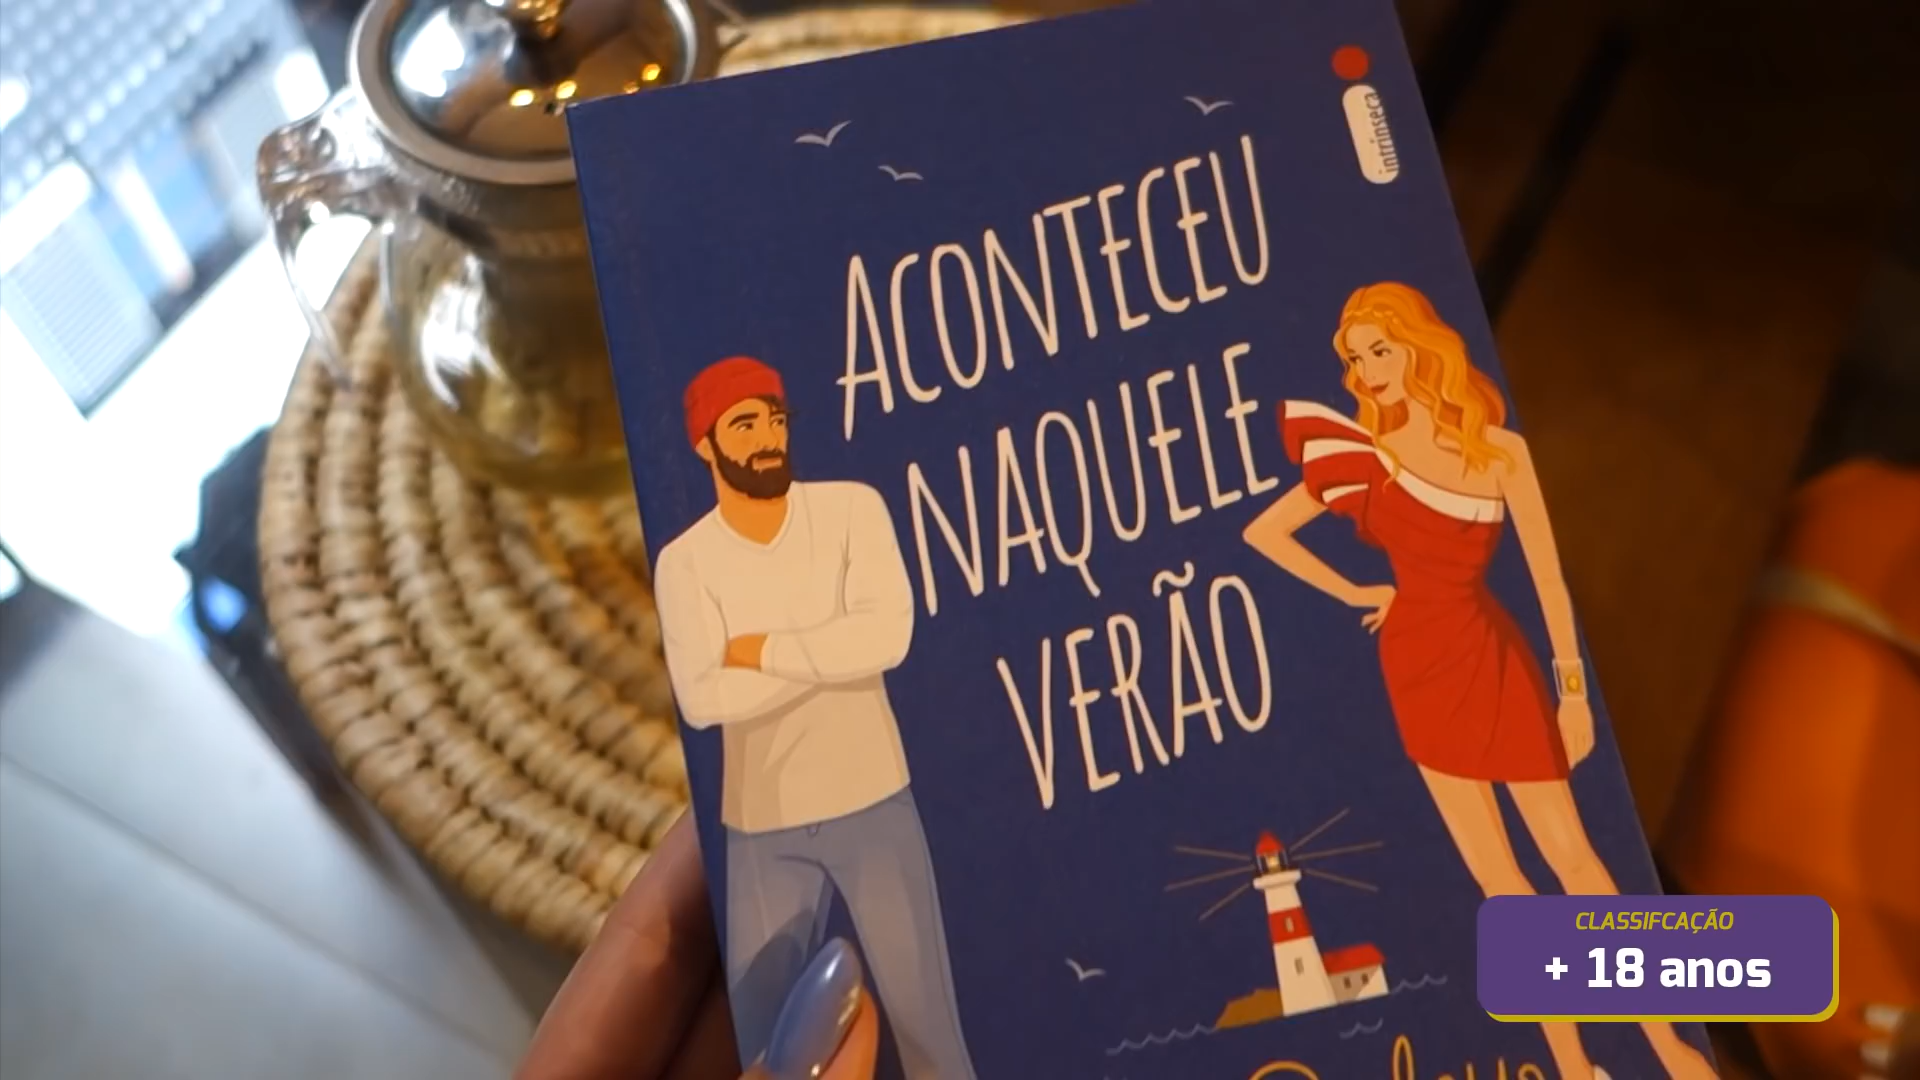 intrínseca
ACONTECEU
NAQUELE
VERÃO
CLASSIFCAÇÃO
+ 18 anos